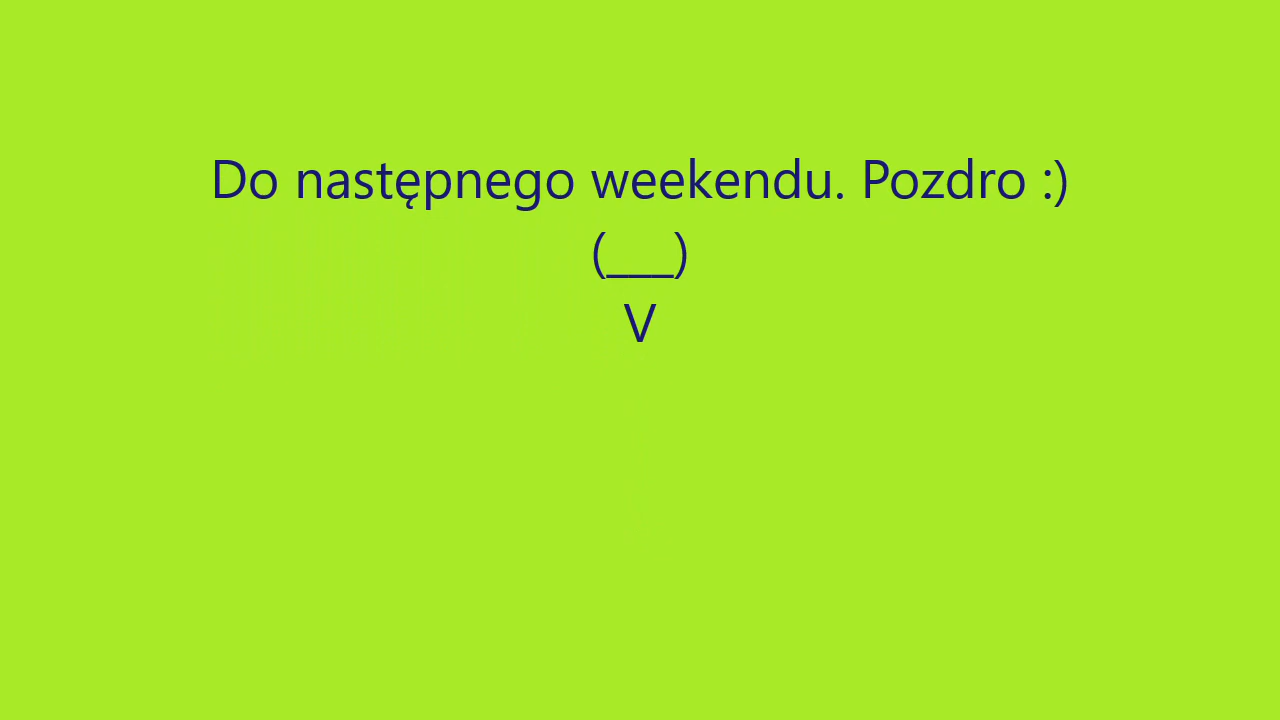 Do następnego weekendu. Pozdro :)
(___)
V